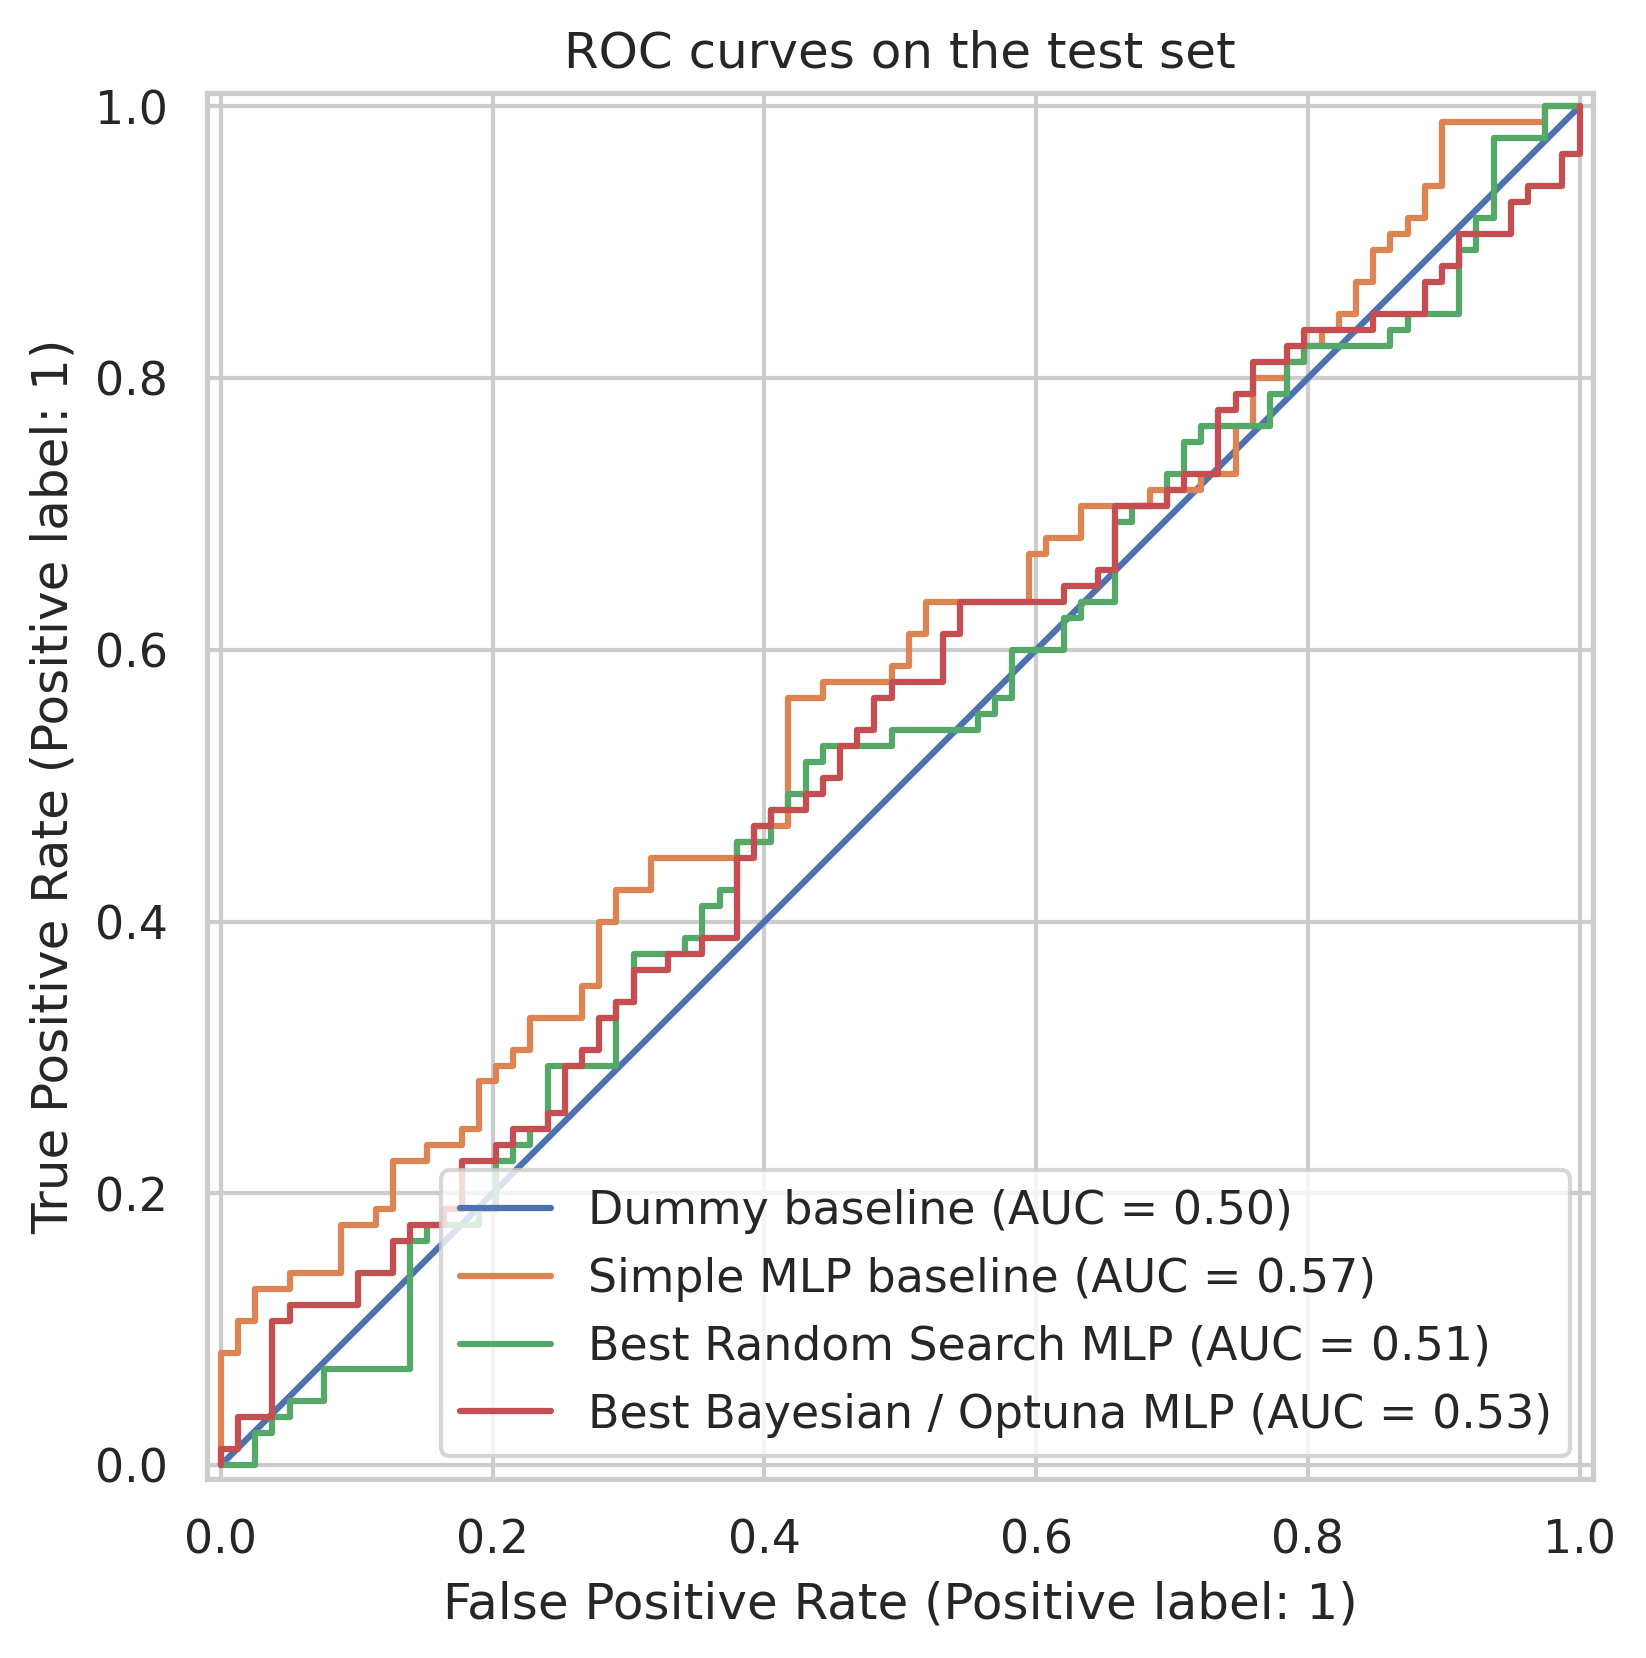 ROC curves on the test set
1.0
0.8
0.6
0.4
0.2
0.0
True Positive Rate (Positive label: 1)
Dummy baseline (AUC = 0.50)
Simple MLP baseline (AUC = 0.57)
Best Random Search MLP (AUC = 0.51)
Best Bayesian / Optuna MLP (AUC = 0.53)
0.0 0.2 0.4 0.6 0.8 1.0
False Positive Rate (Positive label: 1)